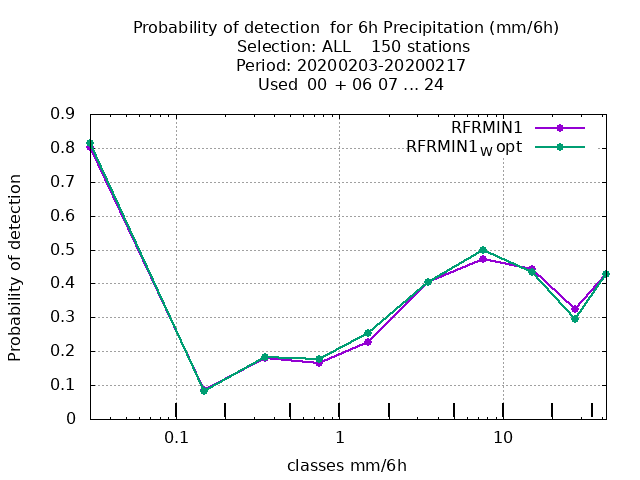 Probability of detection  for 6h Precipitation (mm/6h)
Selection: ALL    150 stations
Period: 20200203-20200217
Used  00  + 06 07 ... 24
RFRMIN1
RFRMIN1W opt
Probability of detection
0.9
0.8
0.7
0.6
0.5
0.4
0.3
0.2
0.1
0
0.1 1 10
classes mm/6h